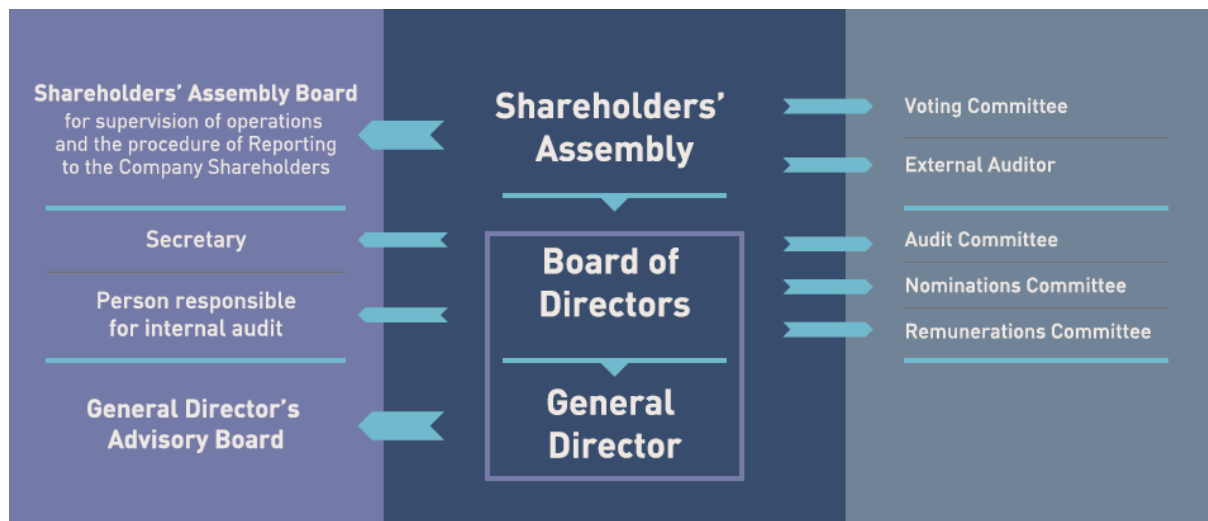 Shareholders' Assembly Board
for supervision of operations
and the procedure of Reporting
to the Company Shareholders
Secretary
Person responsible
for internal audit
General Director's
Advisory Board
Shareholders'
Assembly
Board of
Directors
General
Director
Voting Committee
External Auditor
Audit Committee
Nominations Committee
Remunerations Committee